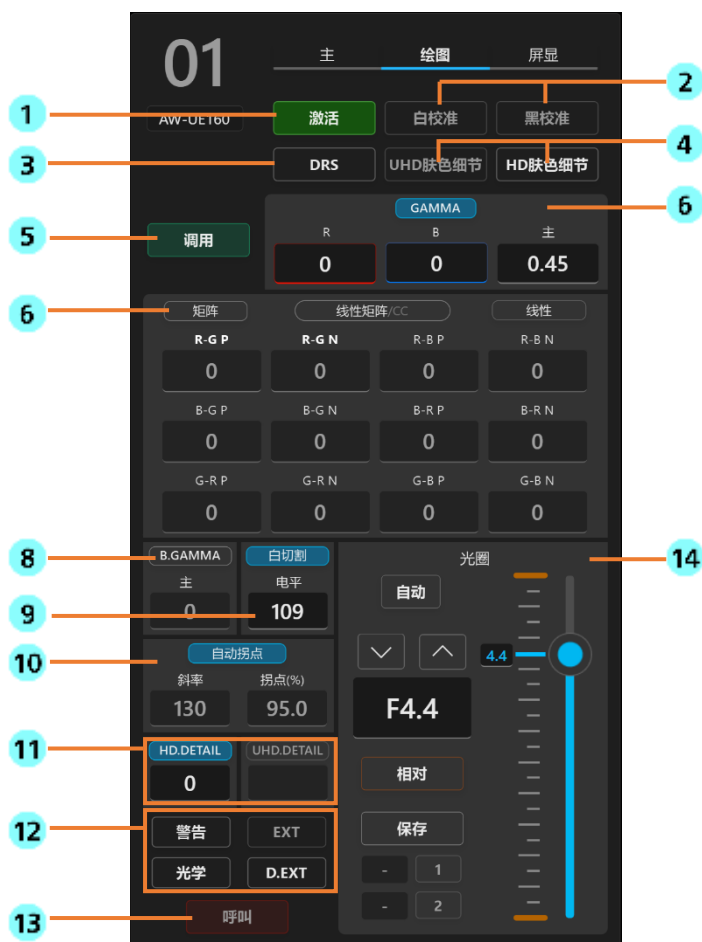 01
主 绘图 屏显
1 AW-UE160 激活 白校准 黑校准 2
3 DRS UHD肤色细节 HD肤色细节 4
GAMMA 6
5 调用 R B 主
0 0 0.45
6 矩阵 线性矩阵/CC 线性
R-G P R-G N R-B P R-B N
0 0 0 0
B-G P B-G N B-R P B-R N
0 0 0 0
G-R P G-R N G-B P G-B N
0 0 0 0
8 B.GAMMA 白切割 光圈 14
主 电平 自动
9 0 109
10 自动拐点 4.4
斜率 拐点(%)
130 95.0 F4.4
11 HD.DETAIL UHD.DETAIL
0 相对
12 警告 EXT 保存
光学 D.EXT - 1
13 呼叫 - 2